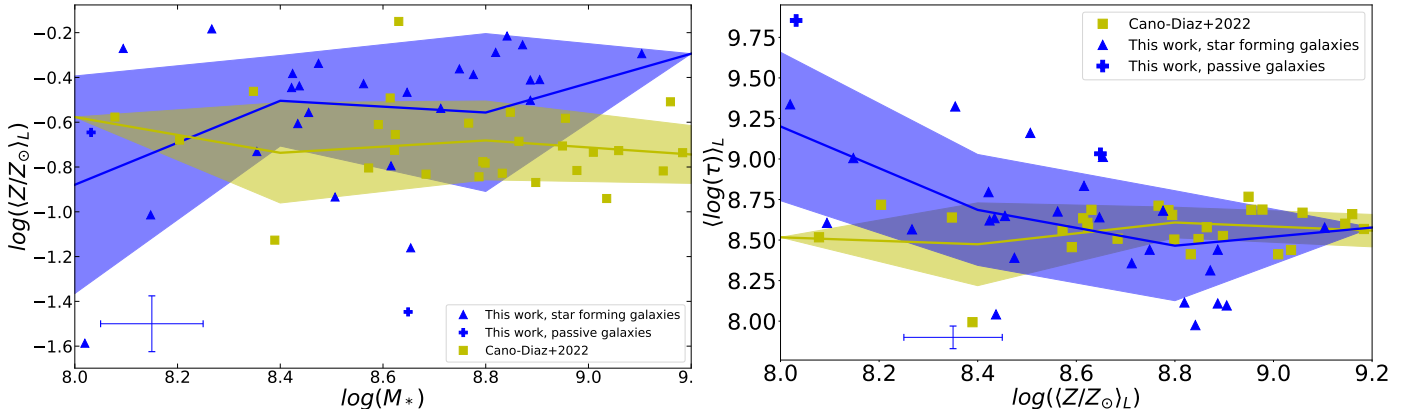 −0.2
−0.4
−0.6
−0.8
−1.0
−1.2
−1.4
−1.6
log(⟨Z/Z⊙⟩)L
This work, star forming galaxies
This work, passive galaxies
Cano-Diaz+2022
8.0 8.2 8.4 8.6 8.8 9.0 9.
log(M*)
9.75
9.50
9.25
9.00
8.75
8.50
8.25
8.00
⟨log(τ)⟩L
Cano-Diaz+2022
This work, star forming galaxies
This work, passive galaxies
8.0 8.2 8.4 8.6 8.8 9.0 9.2
log(⟨Z/Z⊙⟩L)